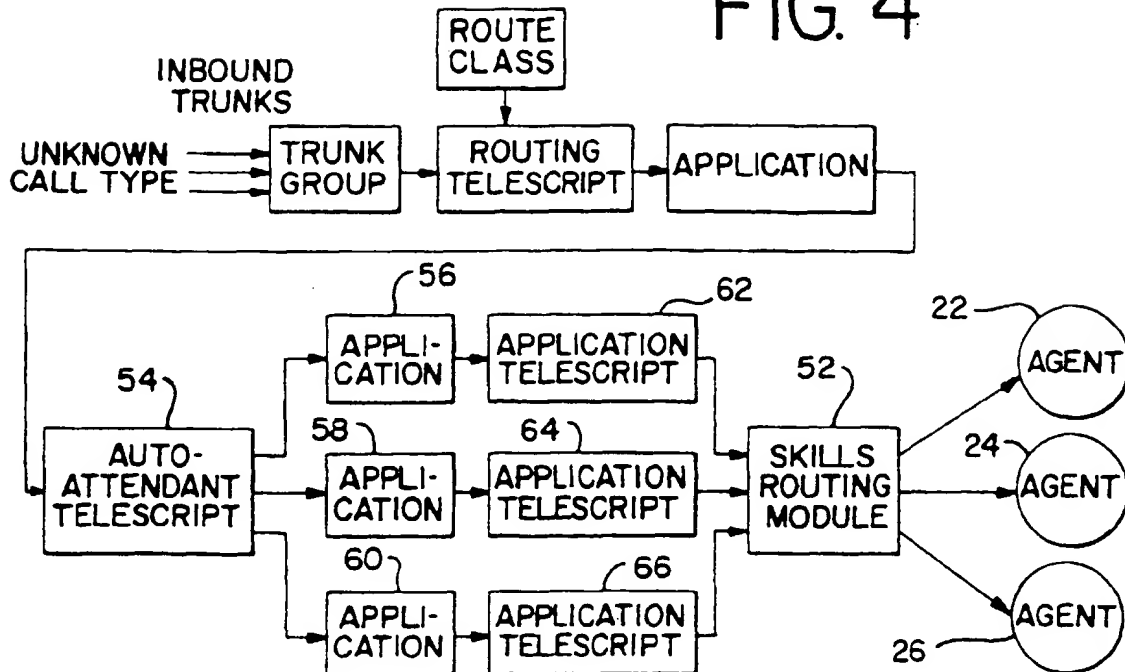 FIG. 4
ROUTE
CLASS
INBOUND
TRUNKS
UNKNOWN
CALL TYPE
TRUNK
GROUP
ROUTING
TELESCRIPT
APPLICATION
56
62
22
54
APPLI-
CATION
APPLICATION
TELESCRIPT
52
AGENT
58
64
24
AUTO-
ATTENDANT
TELESCRIPT
APPLI-
CATION
APPLICATION
TELESCRIPT
SKILLS
ROUTING
MODULE
AGENT
60
66
APPLI-
CATION
APPLICATION
TELESCRIPT
AGENT
26